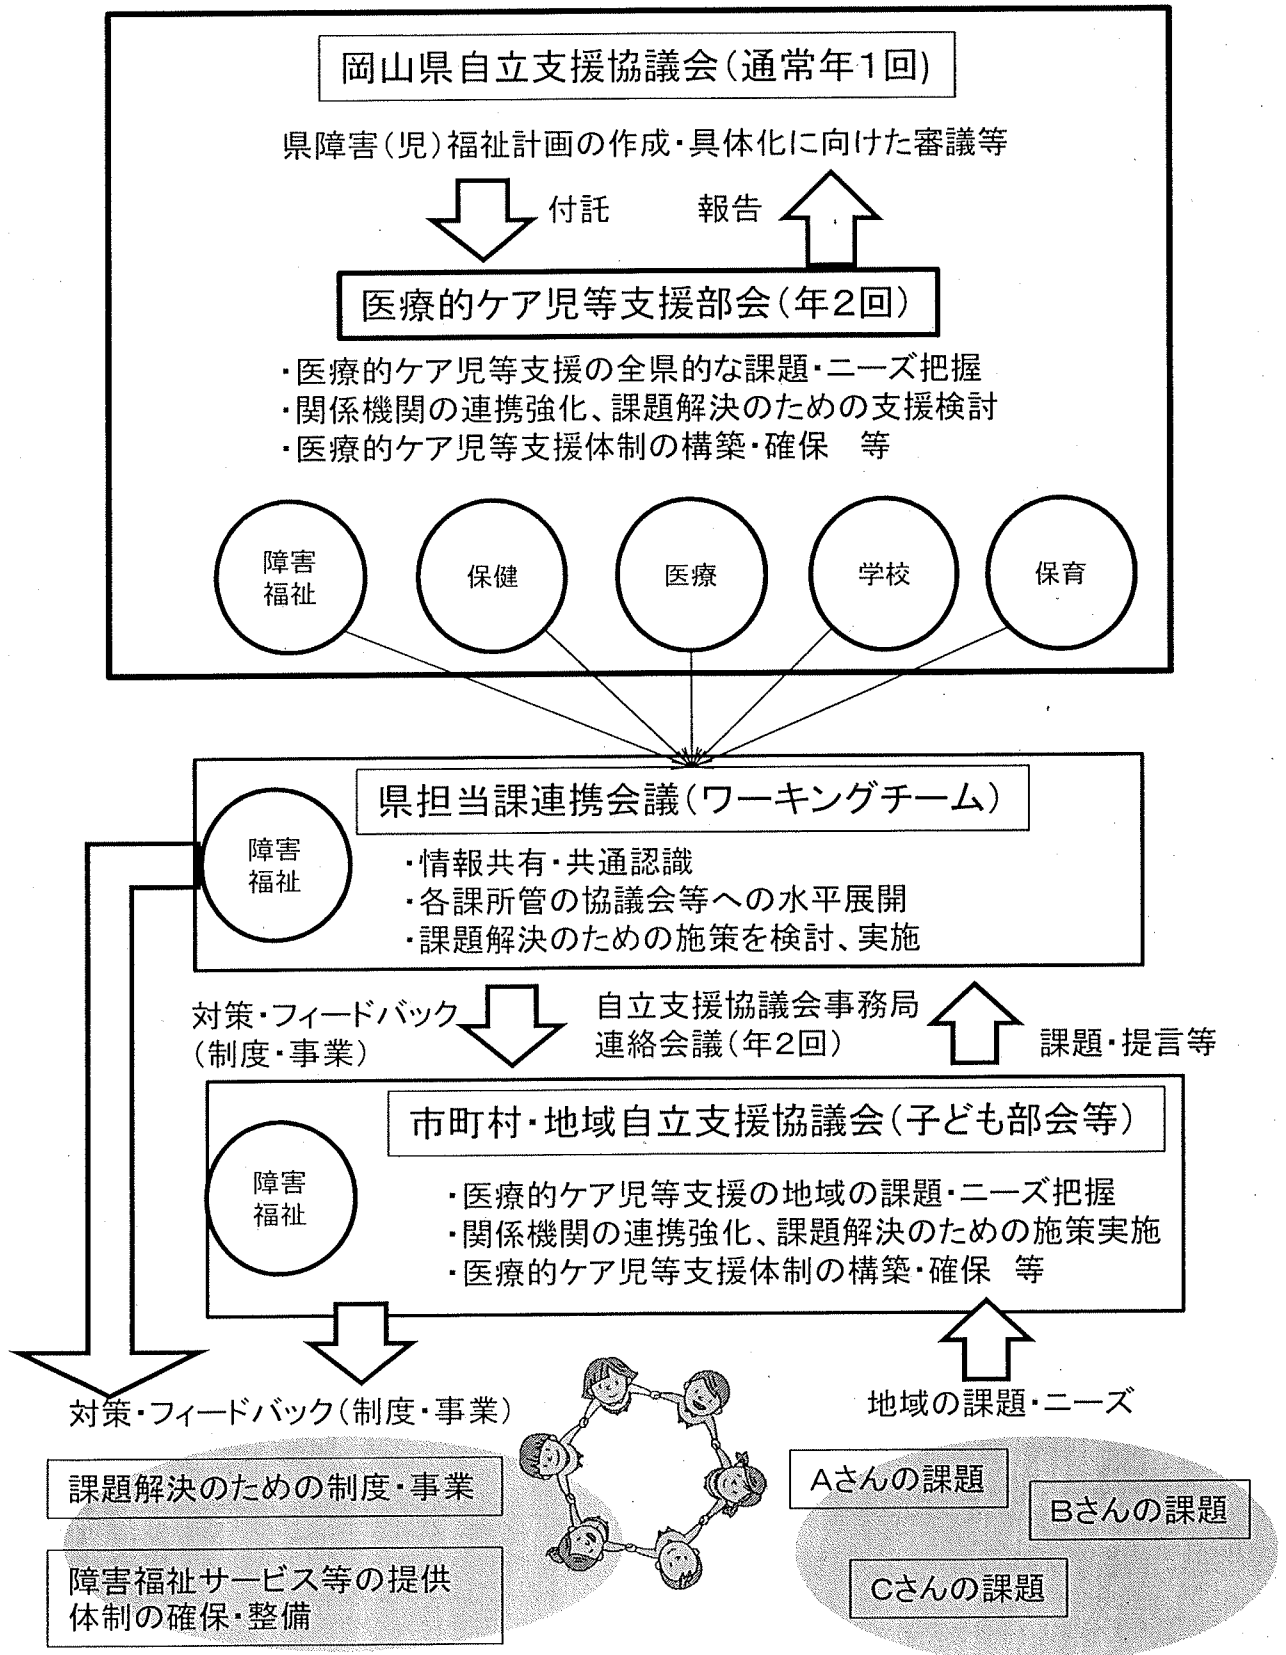 岡山県自立支援協議会（通常年１回)
県障害（児）福祉計画の作成・具体化に向けた審議等
付託
報告
医療的ケア児等支援部会（年２回）
・医療的ケア児等支援の全県的な課題・ニーズ把握
・関係機関の連携強化、課題解決のための支援検討
・医療的ケア児等支援体制の構築・確保　等
障害
福祉
保健
医療
学校
保育
県担当課連携会議（ワーキングチーム）
障害
福祉
・情報共有・共通認識
・各課所管の協議会等への水平展開
・課題解決のための施策を検討、実施
対策・フィードバック
（制度・事業）
自立支援協議会事務局
連絡会議（年２回）
課題・提言等
市町村・地域自立支援協議会（子ども部会等）
障害
福祉
・医療的ケア児等支援の地域の課題・ニーズ把握
・関係機関の連携強化、課題解決のための施策実施
・医療的ケア児等支援体制の構築・確保　等
対策・フィードバック（制度・事業）
地域の課題・ニーズ
課題解決のための制度・事業
障害福祉サービス等の提供
体制の確保・整備
Ａさんの課題
Ｂさんの課題
Ｃさんの課題